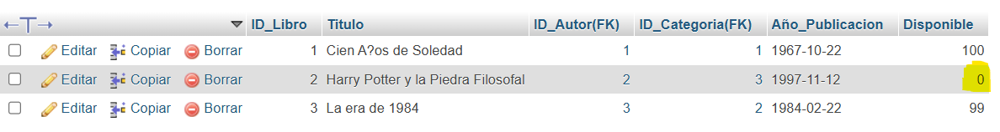 ←T→ ID_Libro Titulo ID_Autor(FK) ID_Categoria(FK) Año_Publicacion Disponible
Editar Copiar Borrar 1 Cien A?os de Soledad 1 1 1967-10-22 100
Editar Copiar Borrar 2 Harry Potter y la Piedra Filosofal 2 3 1997-11-12 0
Editar Copiar Borrar 3 La era de 1984 3 2 1984-02-22 99